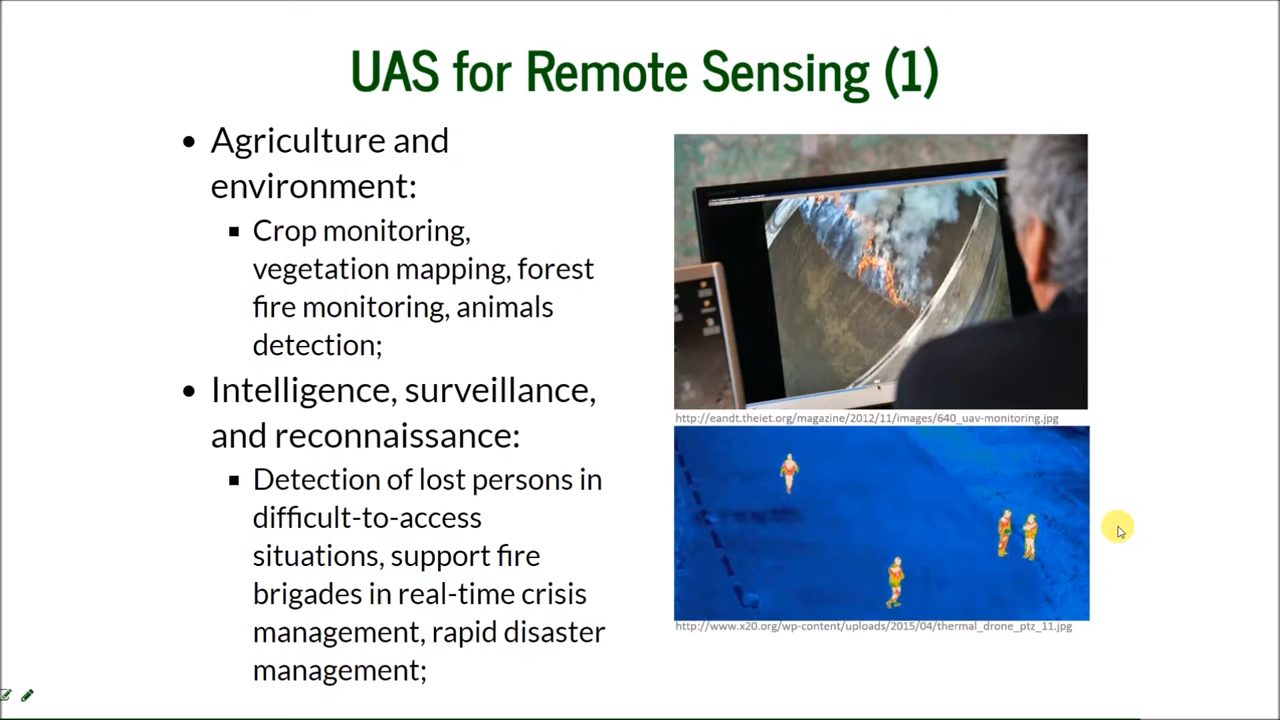 UAS for Remote Sensing (1)
• Agriculture and
environment:
▪ Crop monitoring,
vegetation mapping, forest
fire monitoring, animals
detection;
• Intelligence, surveillance,
and reconnaissance:
▪ Detection of lost persons in
difficult-to-access
situations, support fire
brigades in real-time crisis
management, rapid disaster
management;
http://eandt.theiet.org/magazine/2012/11/images/640_uav-monitoring.jpg
http://www.x20.org/wp-content/uploads/2015/04/thermal_drone_ptz_11.jpg